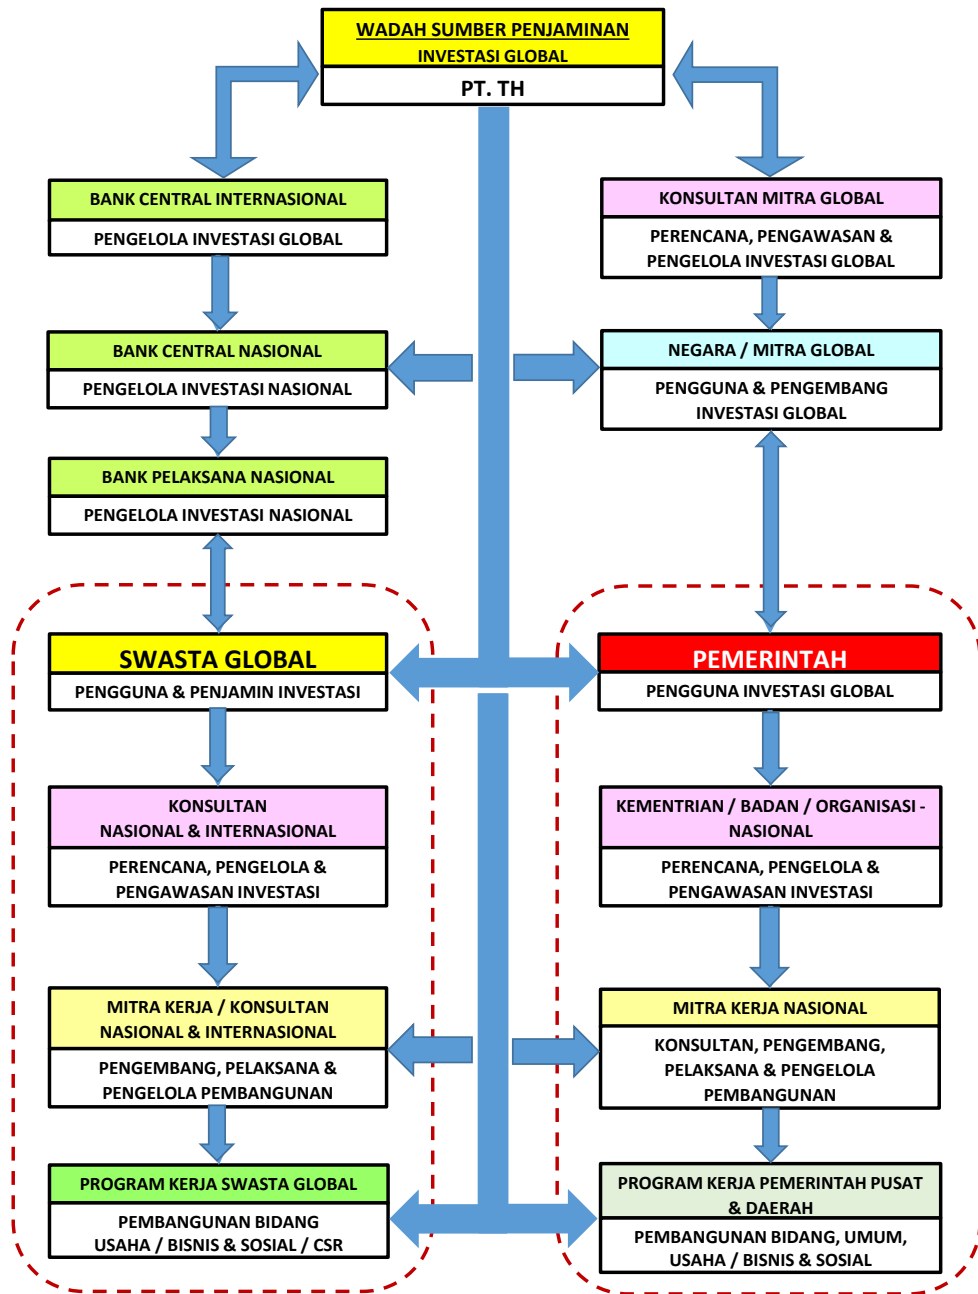 WADAH SUMBER PENJAMINAN
INVESTASI GLOBAL
PT. TH
BANK CENTRAL INTERNASIONAL
PENGELOLA INVESTASI GLOBAL
KONSULTAN MITRA GLOBAL
PERENCANA, PENGAWASAN &
PENGELOLA INVESTASI GLOBAL
BANK CENTRAL NASIONAL
PENGELOLA INVESTASI NASIONAL
NEGARA / MITRA GLOBAL
PENGGUNA & PENGEMBANG
INVESTASI GLOBAL
BANK PELAKSANA NASIONAL
PENGELOLA INVESTASI NASIONAL
SWASTA GLOBAL
PENGGUNA & PENJAMIN INVESTASI
PEMERINTAH
PENGGUNA INVESTASI GLOBAL
KONSULTAN
NASIONAL & INTERNASIONAL
PERENCANA, PENGELOLA &
PENGAWASAN INVESTASI
KEMENTRIAN / BADAN / ORGANISASI -
NASIONAL
PERENCANA, PENGELOLA &
PENGAWASAN INVESTASI
MITRA KERJA / KONSULTAN
NASIONAL & INTERNASIONAL
PENGEMBANG, PELAKSANA &
PENGELOLA PEMBANGUNAN
MITRA KERJA NASIONAL
KONSULTAN, PENGEMBANG,
PELAKSANA & PENGELOLA
PEMBANGUNAN
PROGRAM KERJA SWASTA GLOBAL
PEMBANGUNAN BIDANG
USAHA / BISNIS & SOSIAL / CSR
PROGRAM KERJA PEMERINTAH PUSAT
& DAERAH
PEMBANGUNAN BIDANG, UMUM,
USAHA / BISNIS & SOSIAL